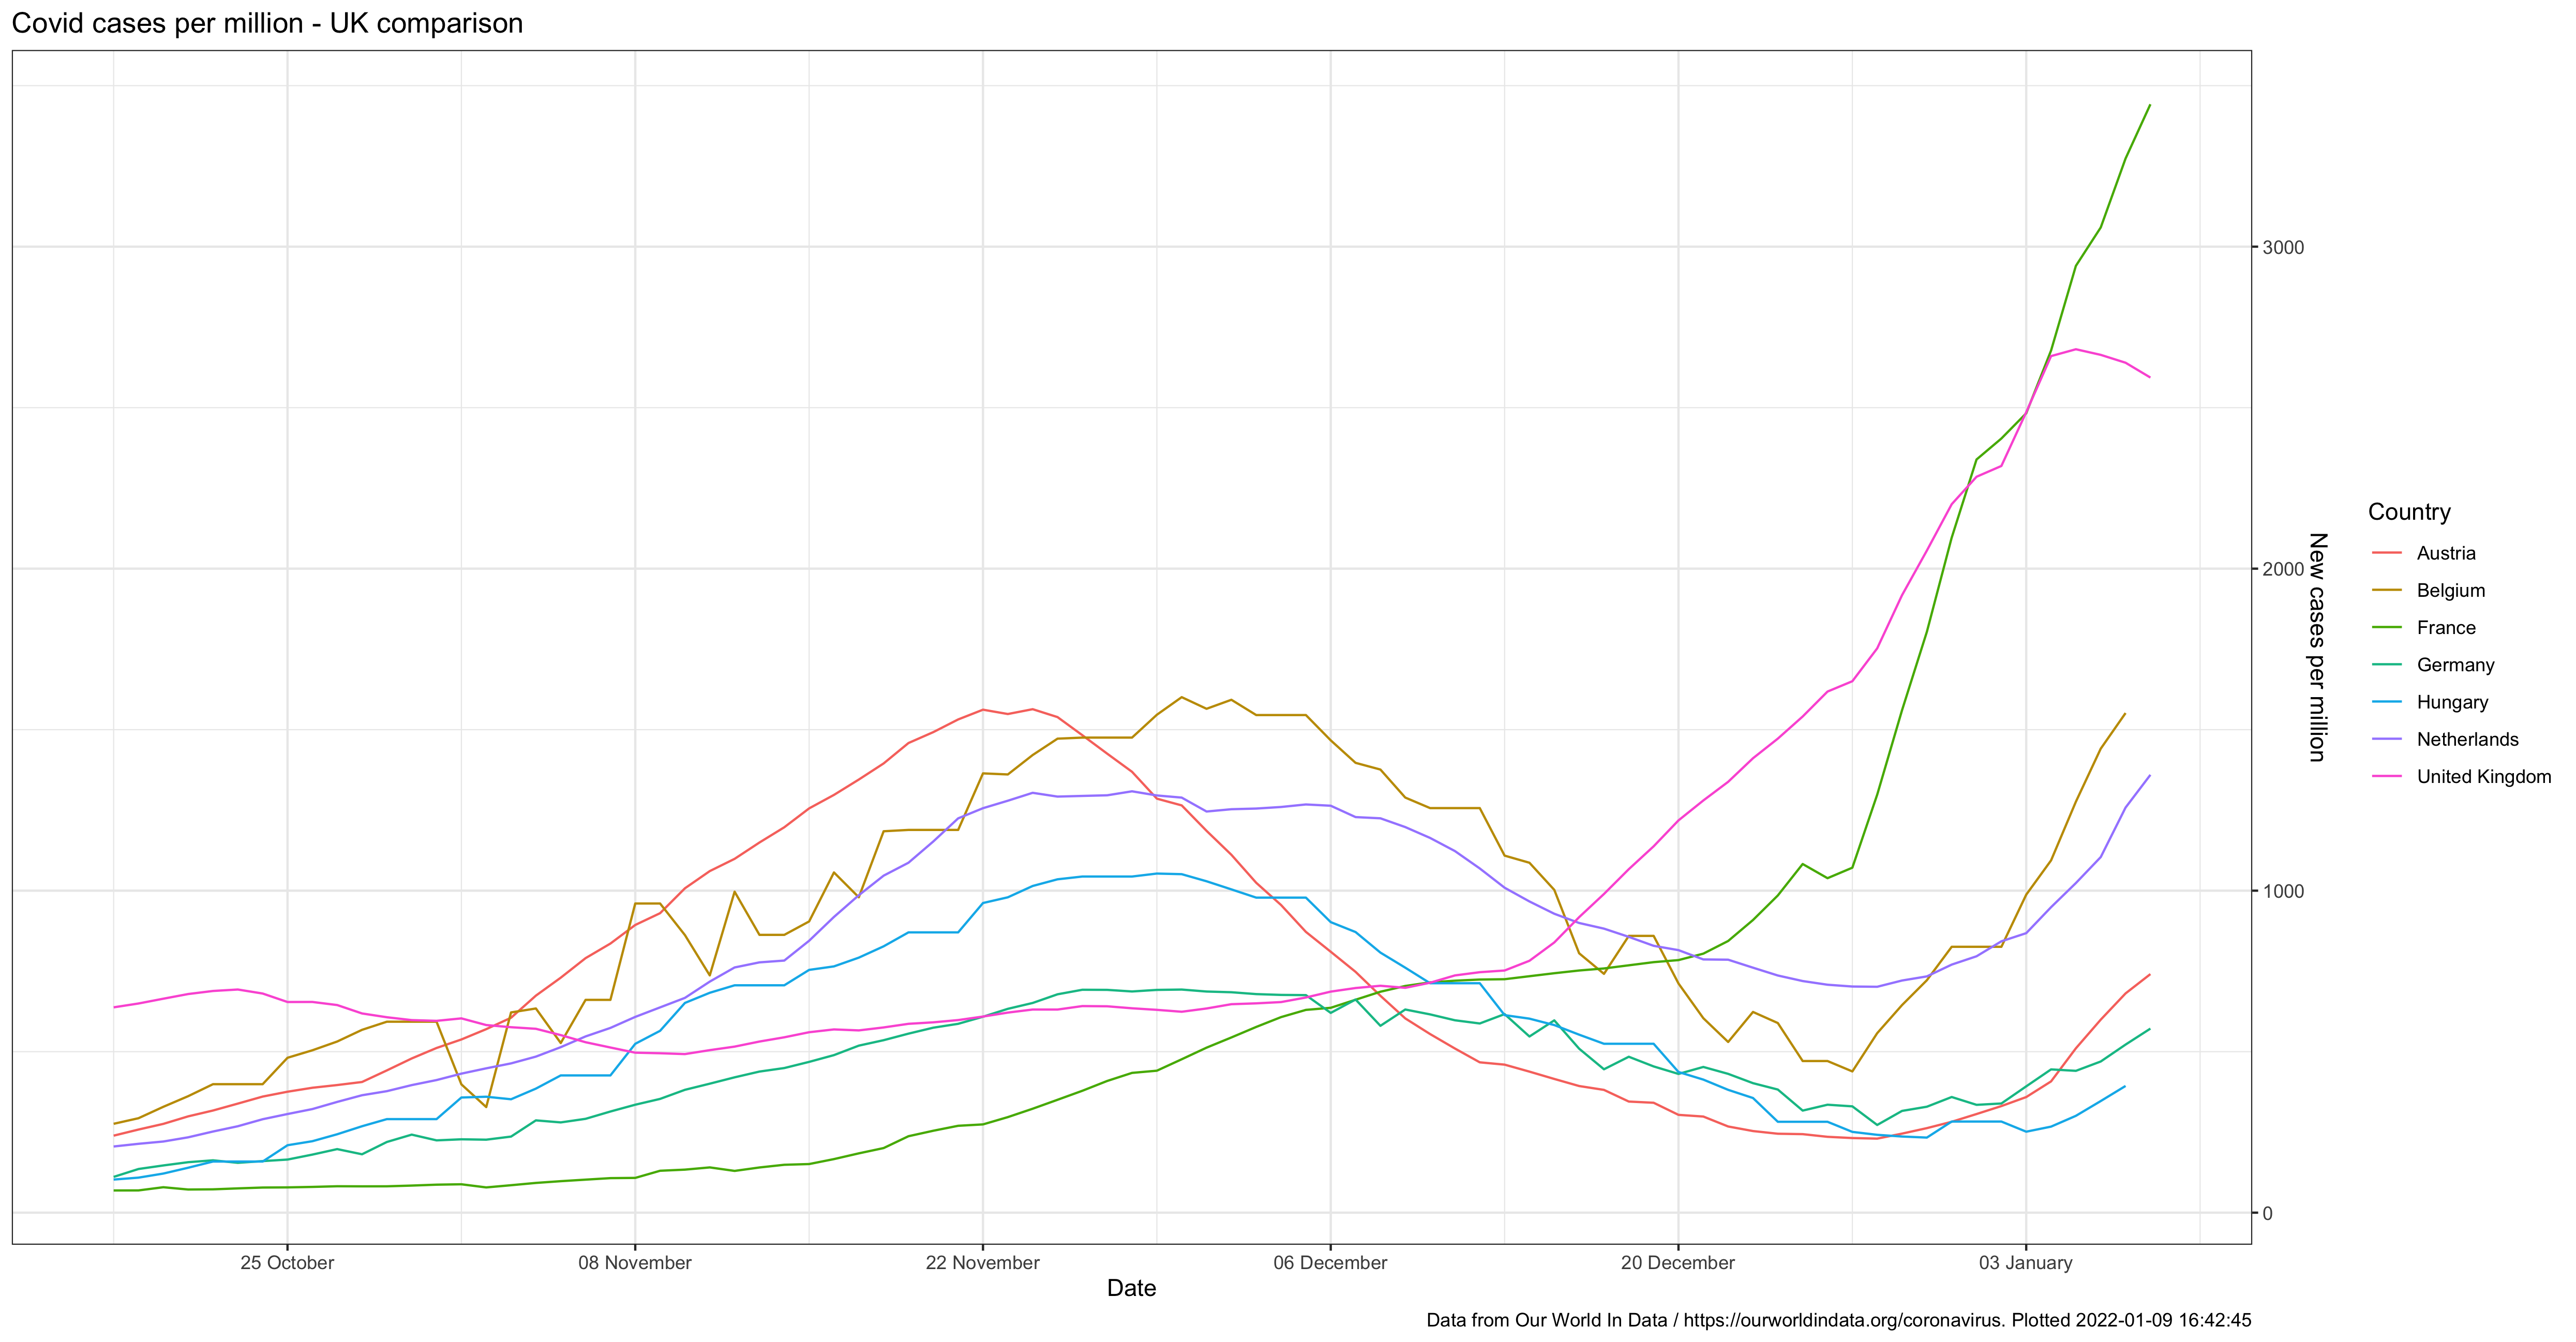 Covid cases per million - UK comparison
3000
2000
1000
0
New cases per million
25 October
08 November
22 November
06 December
20 December
03 January
Date
Country
Austria
Belgium
France
Germany
Hungary
Netherlands
United Kingdom
Data from Our World In Data / https://ourworldindata.org/coronavirus. Plotted 2022-01-09 16:42:45